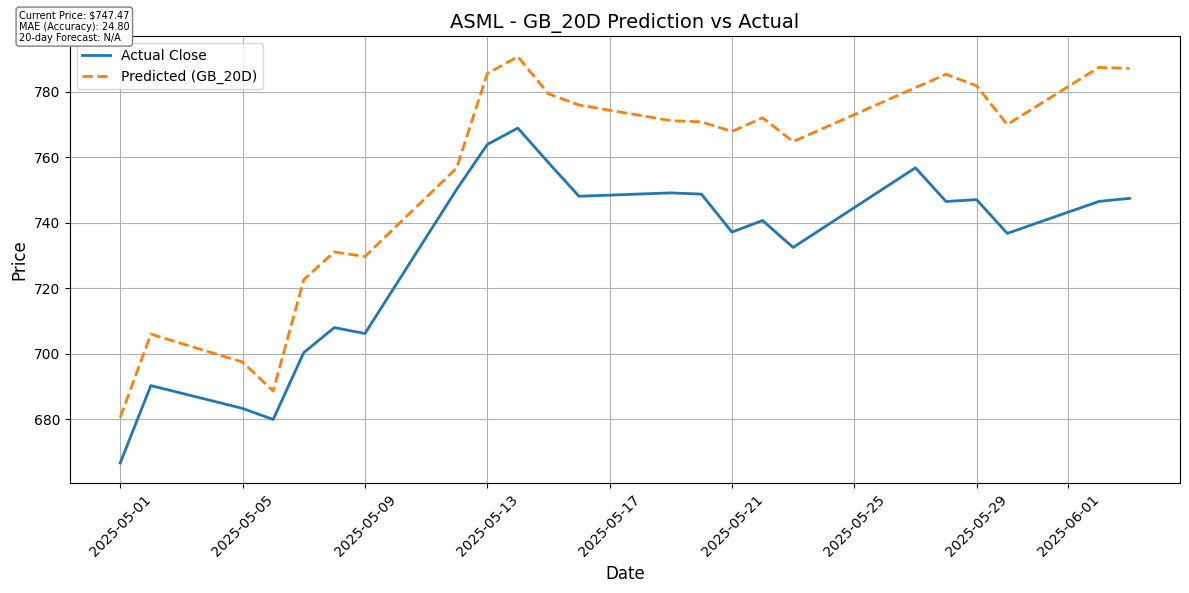 ASML - GB_20D Prediction vs Actual
Current Price: $747.47
MAE (Accuracy): 24.80
20-day Forecast: N/A
Actual Close
Predicted (GB_20D)
Price
780
760
740
720
700
680
2025-05-01
2025-05-05
2025-05-09
2025-05-13
2025-05-17
2025-05-21
2025-05-25
2025-05-29
2025-06-01
Date